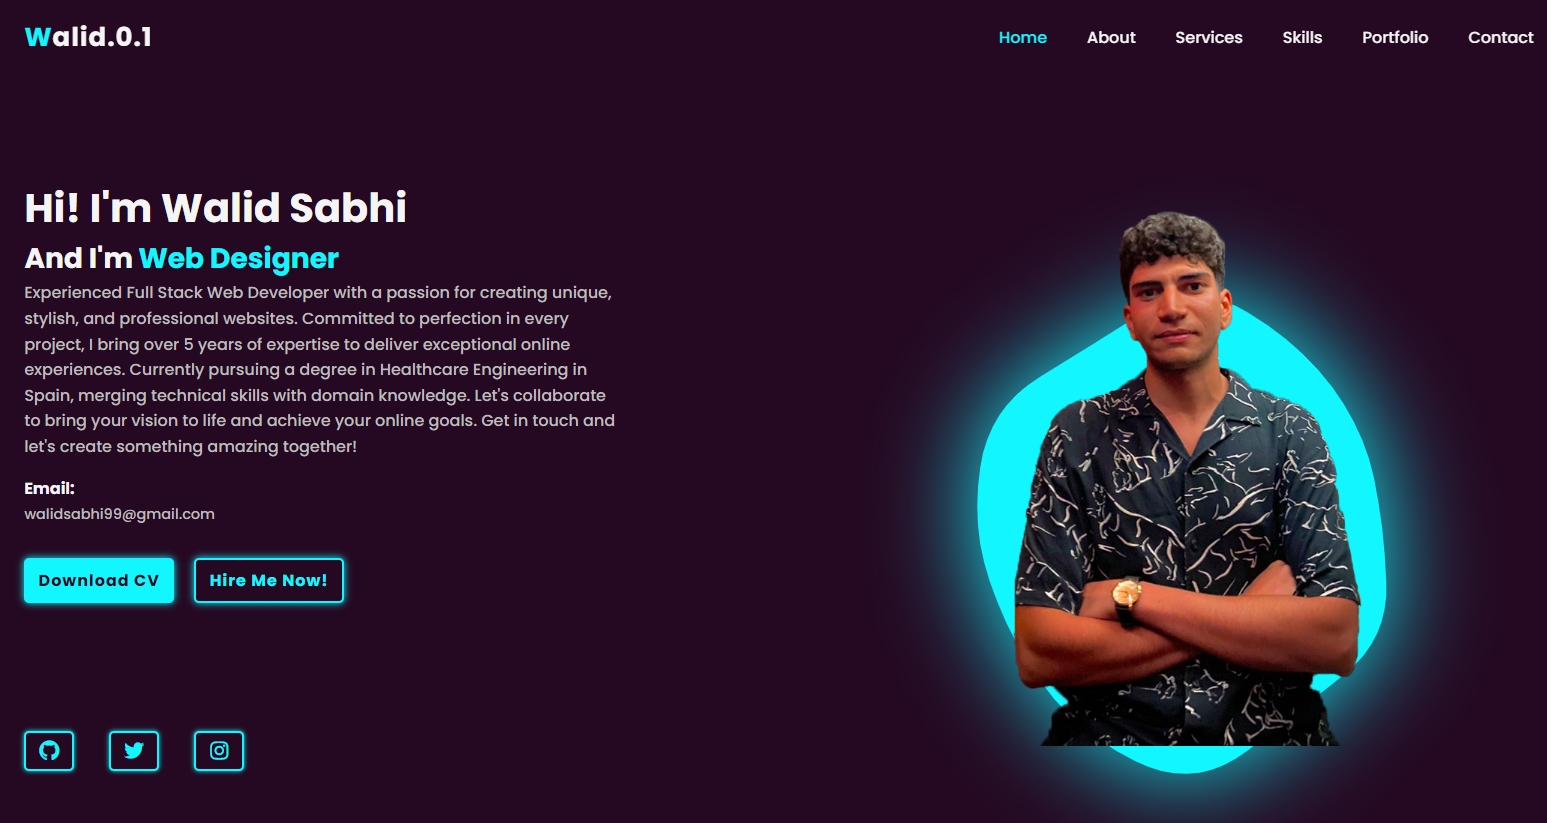 Walid.0.1
Home About Services Skills Portfolio Contact
Hi! I'm Walid Sabhi
And I'm Web Designer
Experienced Full Stack Web Developer with a passion for creating unique,
stylish, and professional websites. Committed to perfection in every
project, I bring over 5 years of expertise to deliver exceptional online
experiences. Currently pursuing a degree in Healthcare Engineering in
Spain, merging technical skills with domain knowledge. Let's collaborate
to bring your vision to life and achieve your online goals. Get in touch and
let's create something amazing together!
Email:
walidsabhi99@gmail.com
Download CV
Hire Me Now!